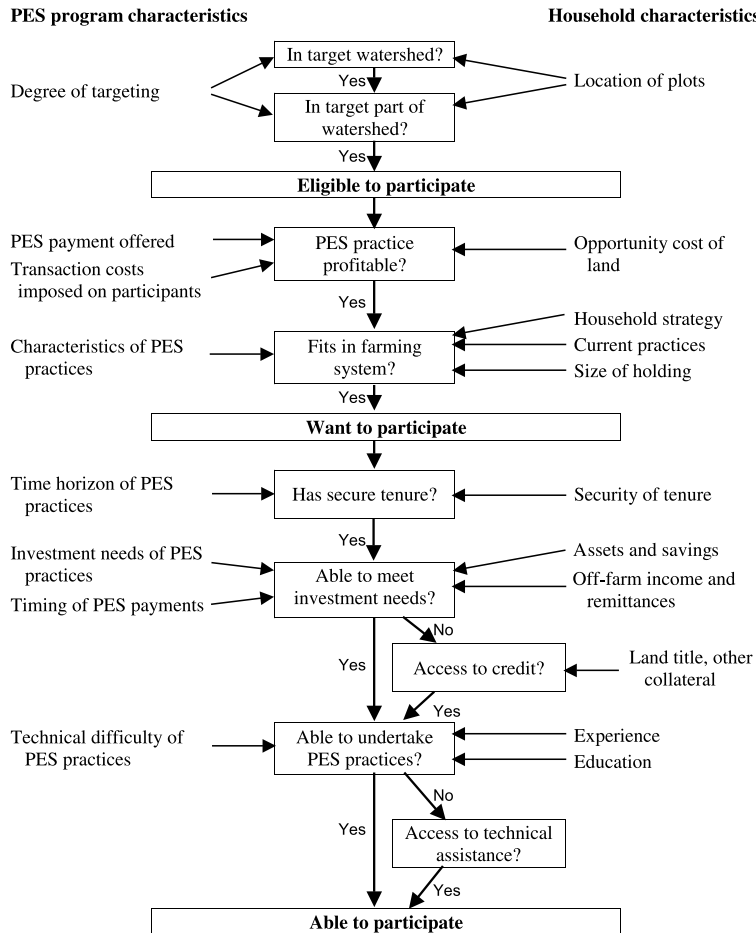 PES program characteristics
Household characteristics
In target watershed?
Yes
Degree of targeting
Location of plots
In target part of
watershed?
Yes
Eligible to participate
PES payment offered
Transaction costs
imposed on participants
PES practice
profitable?
Opportunity cost of
land
Yes
Characteristics of PES
practices
Fits in farming
system?
Household strategy
Current practices
Size of holding
Yes
Want to participate
Time horizon of PES
practices
Has secure tenure?
Security of tenure
Yes
Investment needs of PES
practices
Timing of PES payments
Able to meet
investment needs?
Assets and savings
Off-farm income and
remittances
No
Yes
Access to credit?
Land title, other
collateral
Yes
Technical difficulty of
PES practices
Able to undertake
PES practices?
Experience
Education
No
Yes
Access to technical
assistance?
Yes
Able to participate